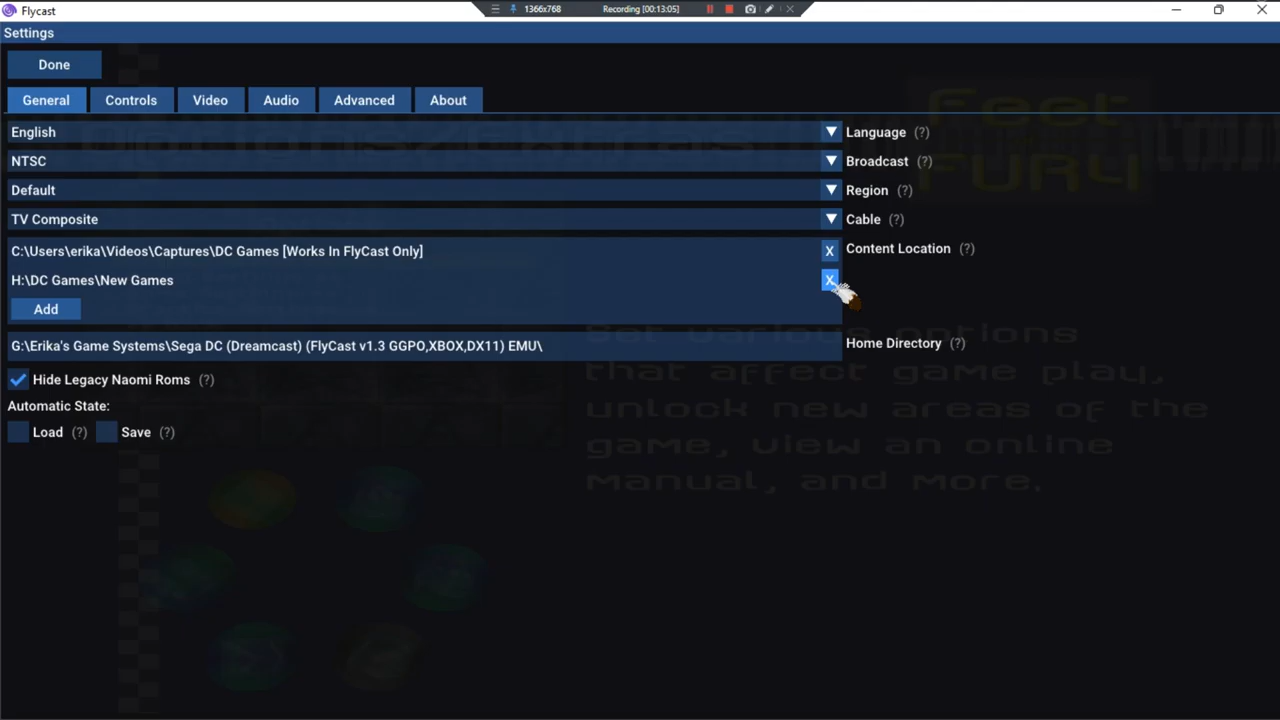 Flycast
1366x768
Recording [00:13:05]
Settings
Done
General
Controls
Video
Audio
Advanced
About
English
Language (?)
NTSC
Broadcast (?)
Default
Region (?)
TV Composite
Cable (?)
C:\Users\erika\Videos\Captures\DC Games [Works In FlyCast Only]
X
Content Location (?)
H:\DC Games\New Games
X
Add
G:\Erika's Game Systems\Sega DC (Dreamcast) (FlyCast v1.3 GGPO,XBOX,DX11) EMU\
Home Directory (?)
Hide Legacy Naomi Roms (?)
Automatic State:
Load (?)
Save (?)
Feet
FURY
Set various options
that affect game play,
unlock new areas of the
game, view an online
Manual, and more.